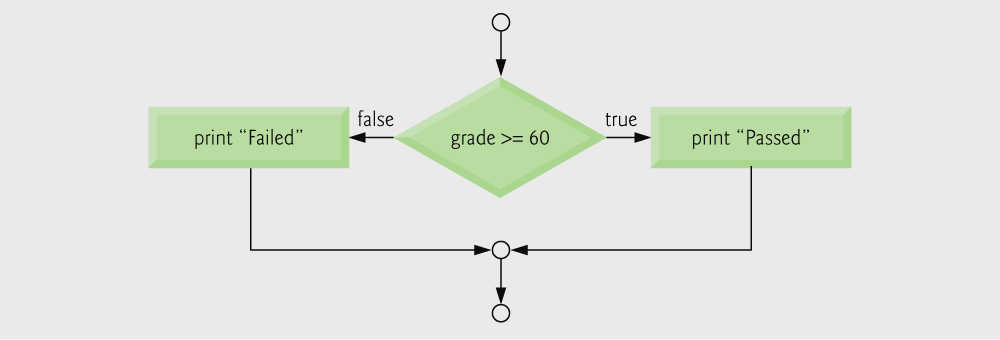 false
true
print “Failed”
grade >= 60
print “Passed”